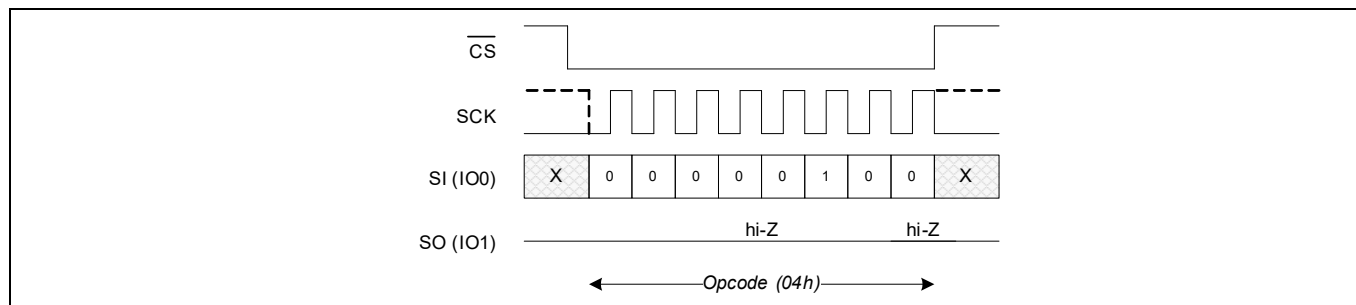 CS
SCK
SI (IO0) X 0 0 0 0 0 1 0 0 X
hi-Z hi-Z
SO (IO1)
Opcode (04h)